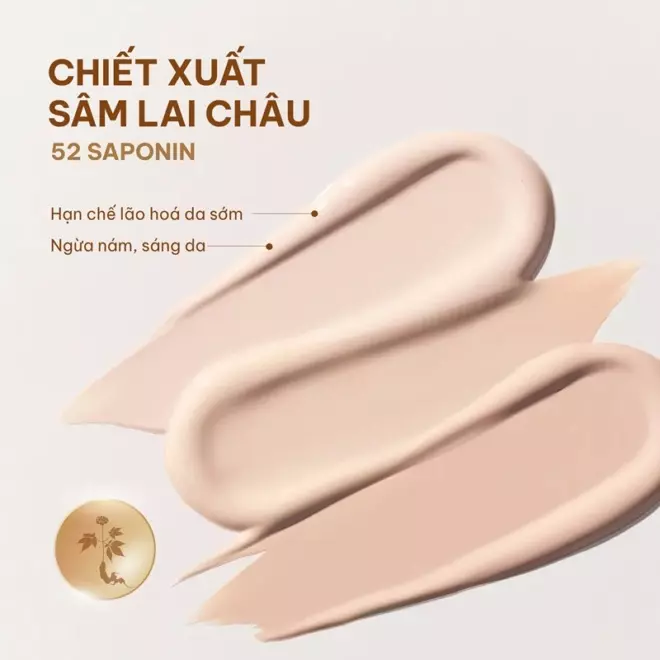 CHIẾT XUẤT
SÂM LAI CHÂU
52 SAPONIN
Hạn chế lão hoá da sớm
Ngừa nám, sáng da